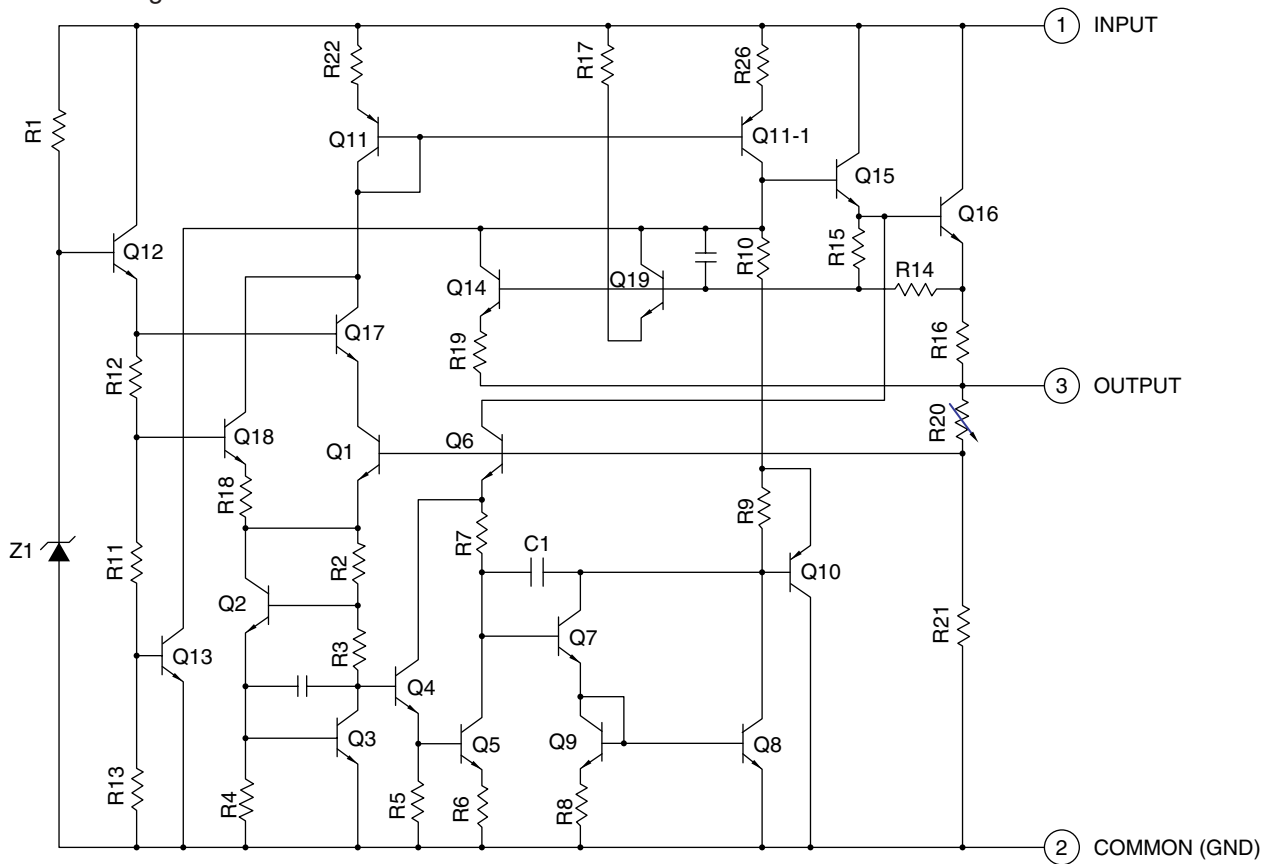 1 INPUT
R22
R17
R26
R1
Q11
Q11-1
Q15
Q16
Q12
R15
R10
Q14
Q19
R14
Q17
R19
R16
R12
3 OUTPUT
R20
Q18
Q1
Q6
R18
R9
R7
C1
Z1
R11
R2
Q10
Q2
R21
Q7
R3
Q13
Q4
Q3
Q5
Q9
Q8
R13
R4
R5
R6
R8
2 COMMON (GND)